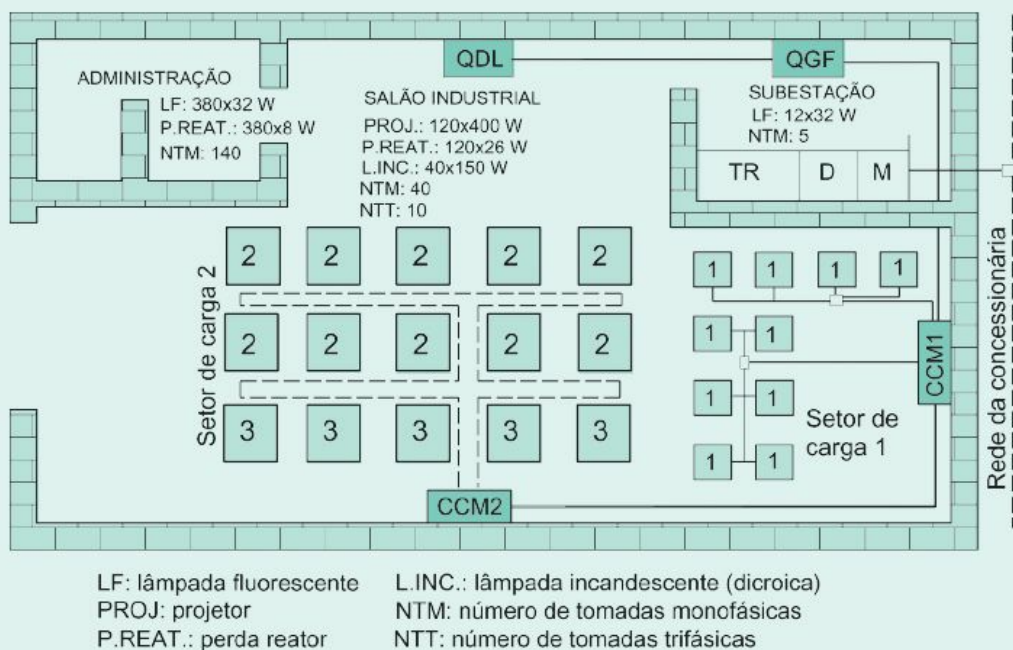 QDL
QGF
ADMINISTRAÇÃO
LF: 380x32 W
P.REAT.: 380x8 W
NTM: 140
SALÃO INDUSTRIAL
PROJ.: 120x400 W
P.REAT.: 120x26 W
L.INC.: 40x150 W
NTM: 40
NTT: 10
SUBESTAÇÃO
LF: 12x32 W
NTM: 5
TR D M
Rede da concessionária
Setor de carga 2
2 2 2 2 2
2 2 2 2 2
3 3 3 3 3
1 1 1 1
1 1
1 1
1 1
Setor de
carga 1
CCM1
CCM2
LF: lâmpada fluorescente
PROJ: projetor
P.REAT.: perda reator
L.INC.: lâmpada incandescente (dicroica)
NTM: número de tomadas monofásicas
NTT: número de tomadas trifásicas